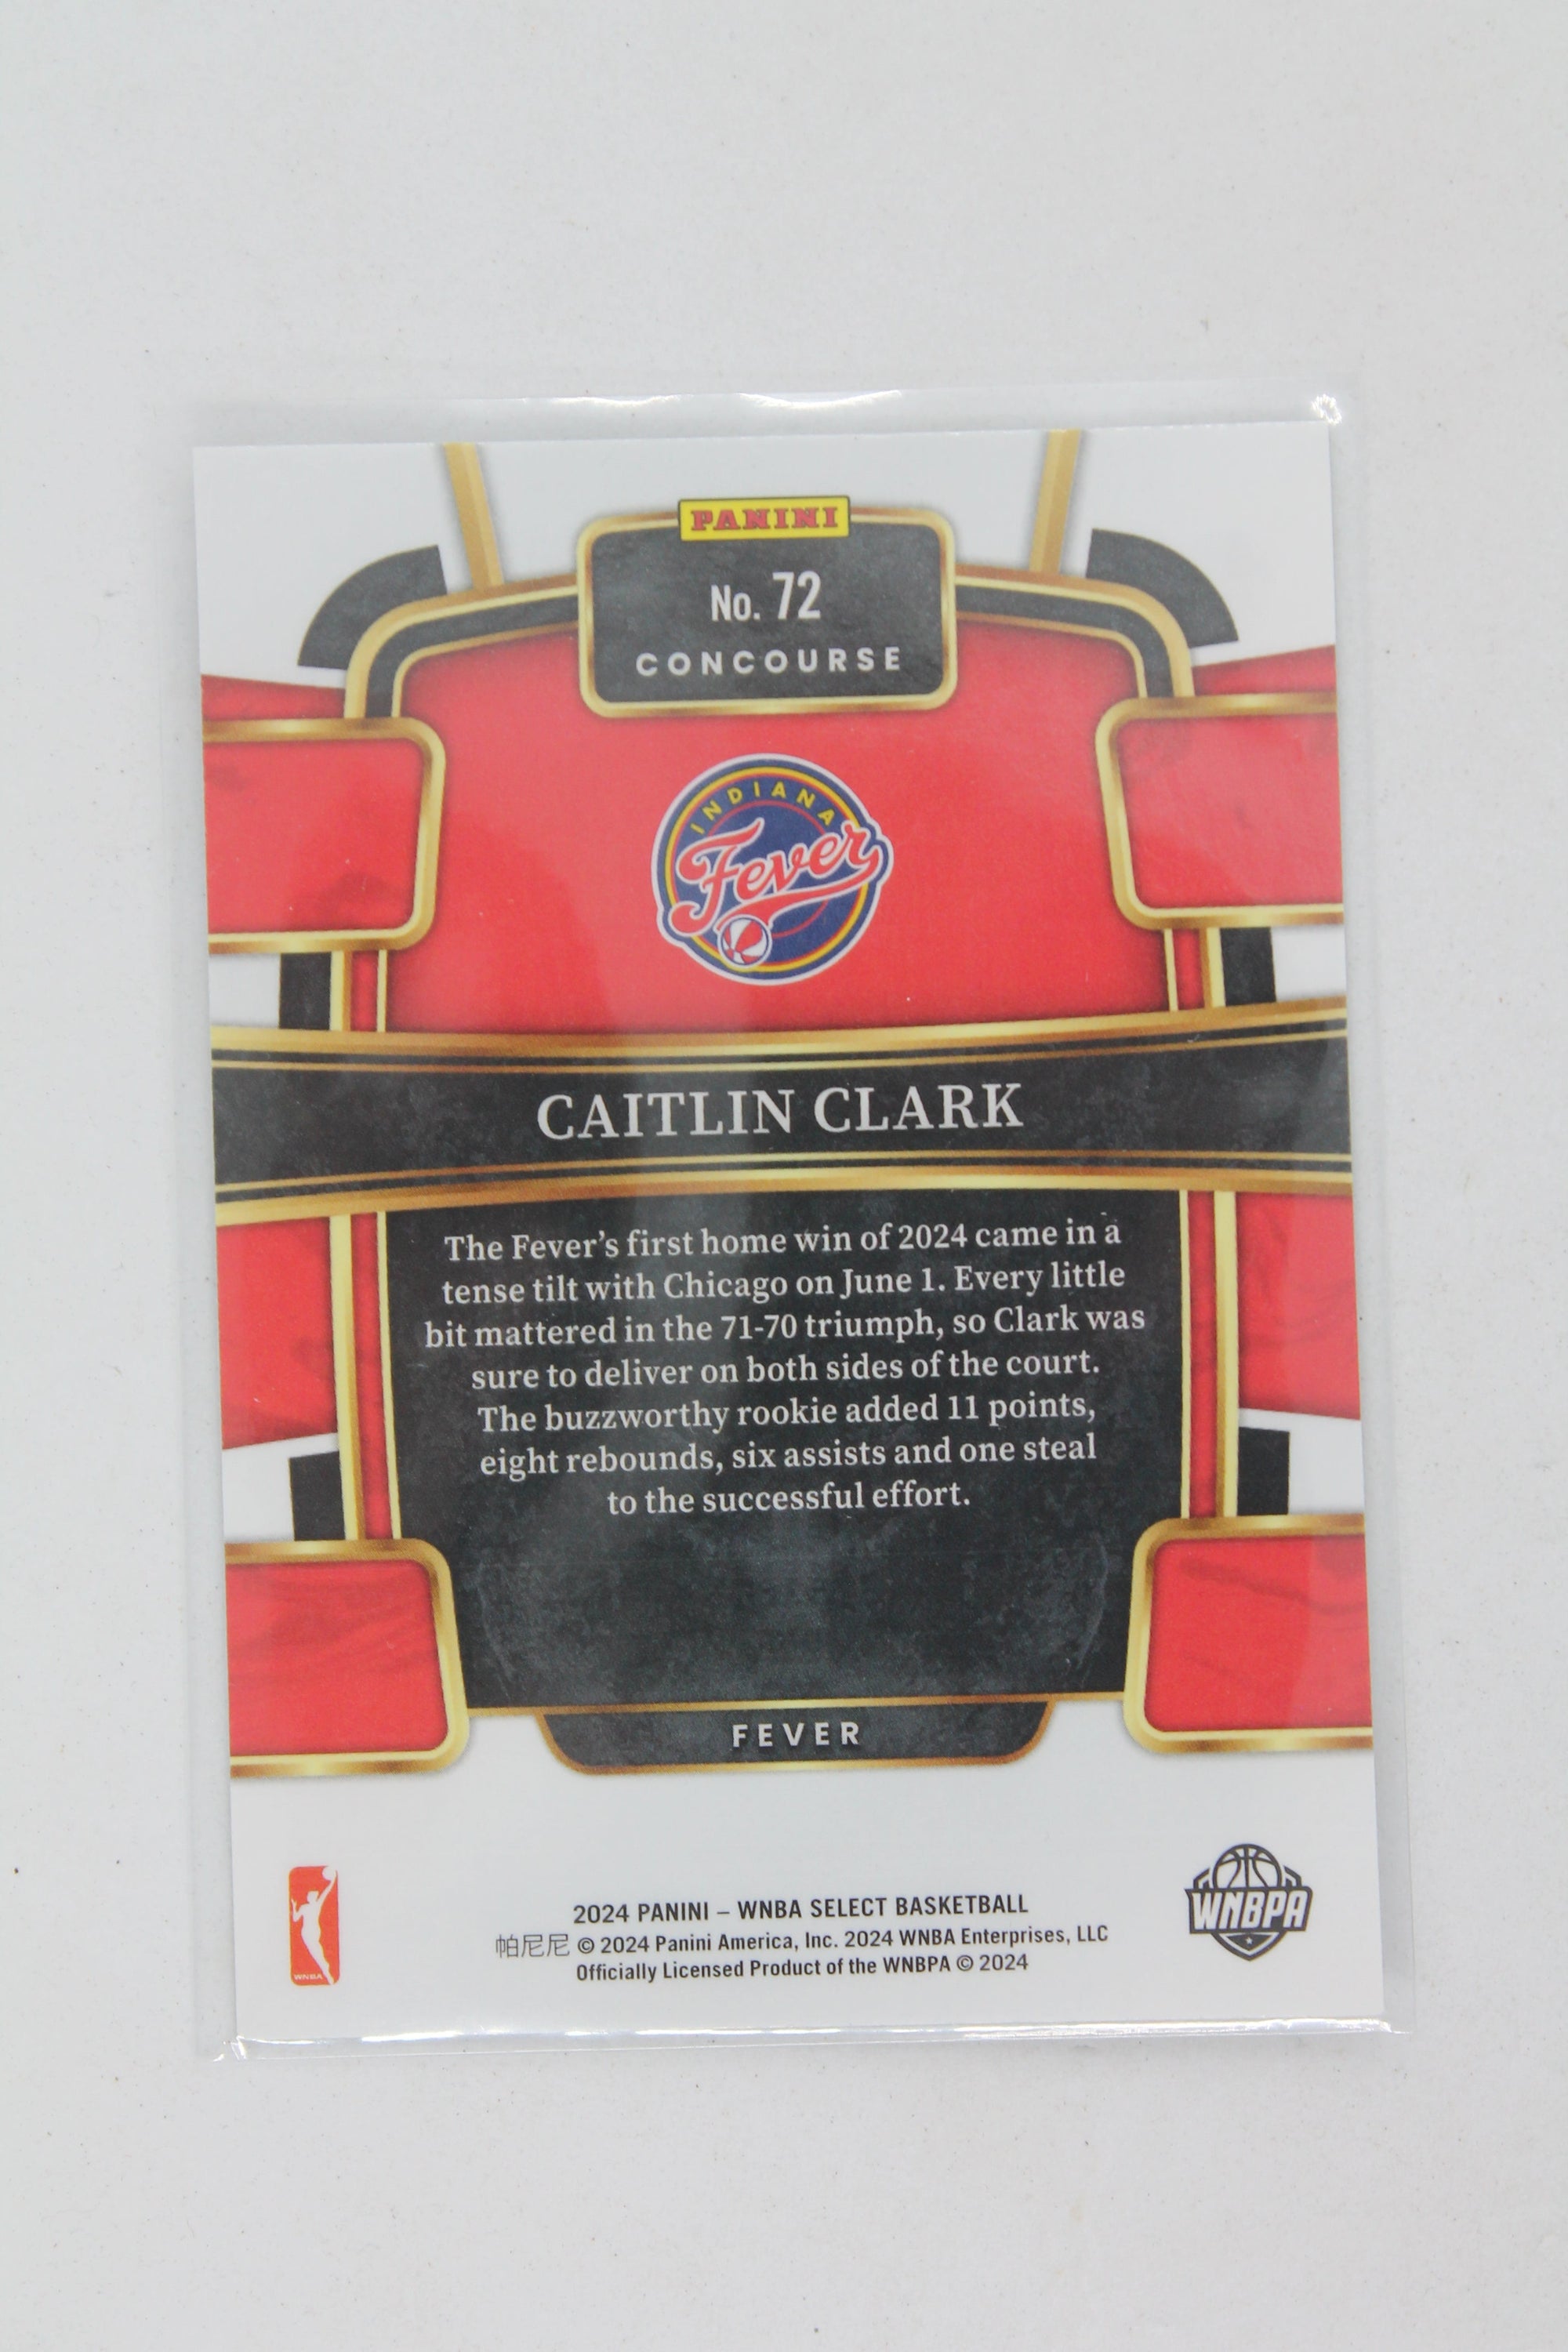 PANINI
No. 72
CONCOURSE
INDIANA
Fever
CAITLIN CLARK
The Fever's first home win of 2024 came in a
tense tilt with Chicago on June 1. Every little
bit mattered in the 71-70 triumph, so Clark was
sure to deliver on both sides of the court.
The buzzworthy rookie added 11 points,
eight rebounds, six assists and one steal
to the successful effort.
FEVER
WNBA
WNBPA
2024 PANINI – WNBA SELECT BASKETBALL
帕尼尼 © 2024 Panini America, Inc. 2024 WNBA Enterprises, LLC
Officially Licensed Product of the WNBPA © 2024